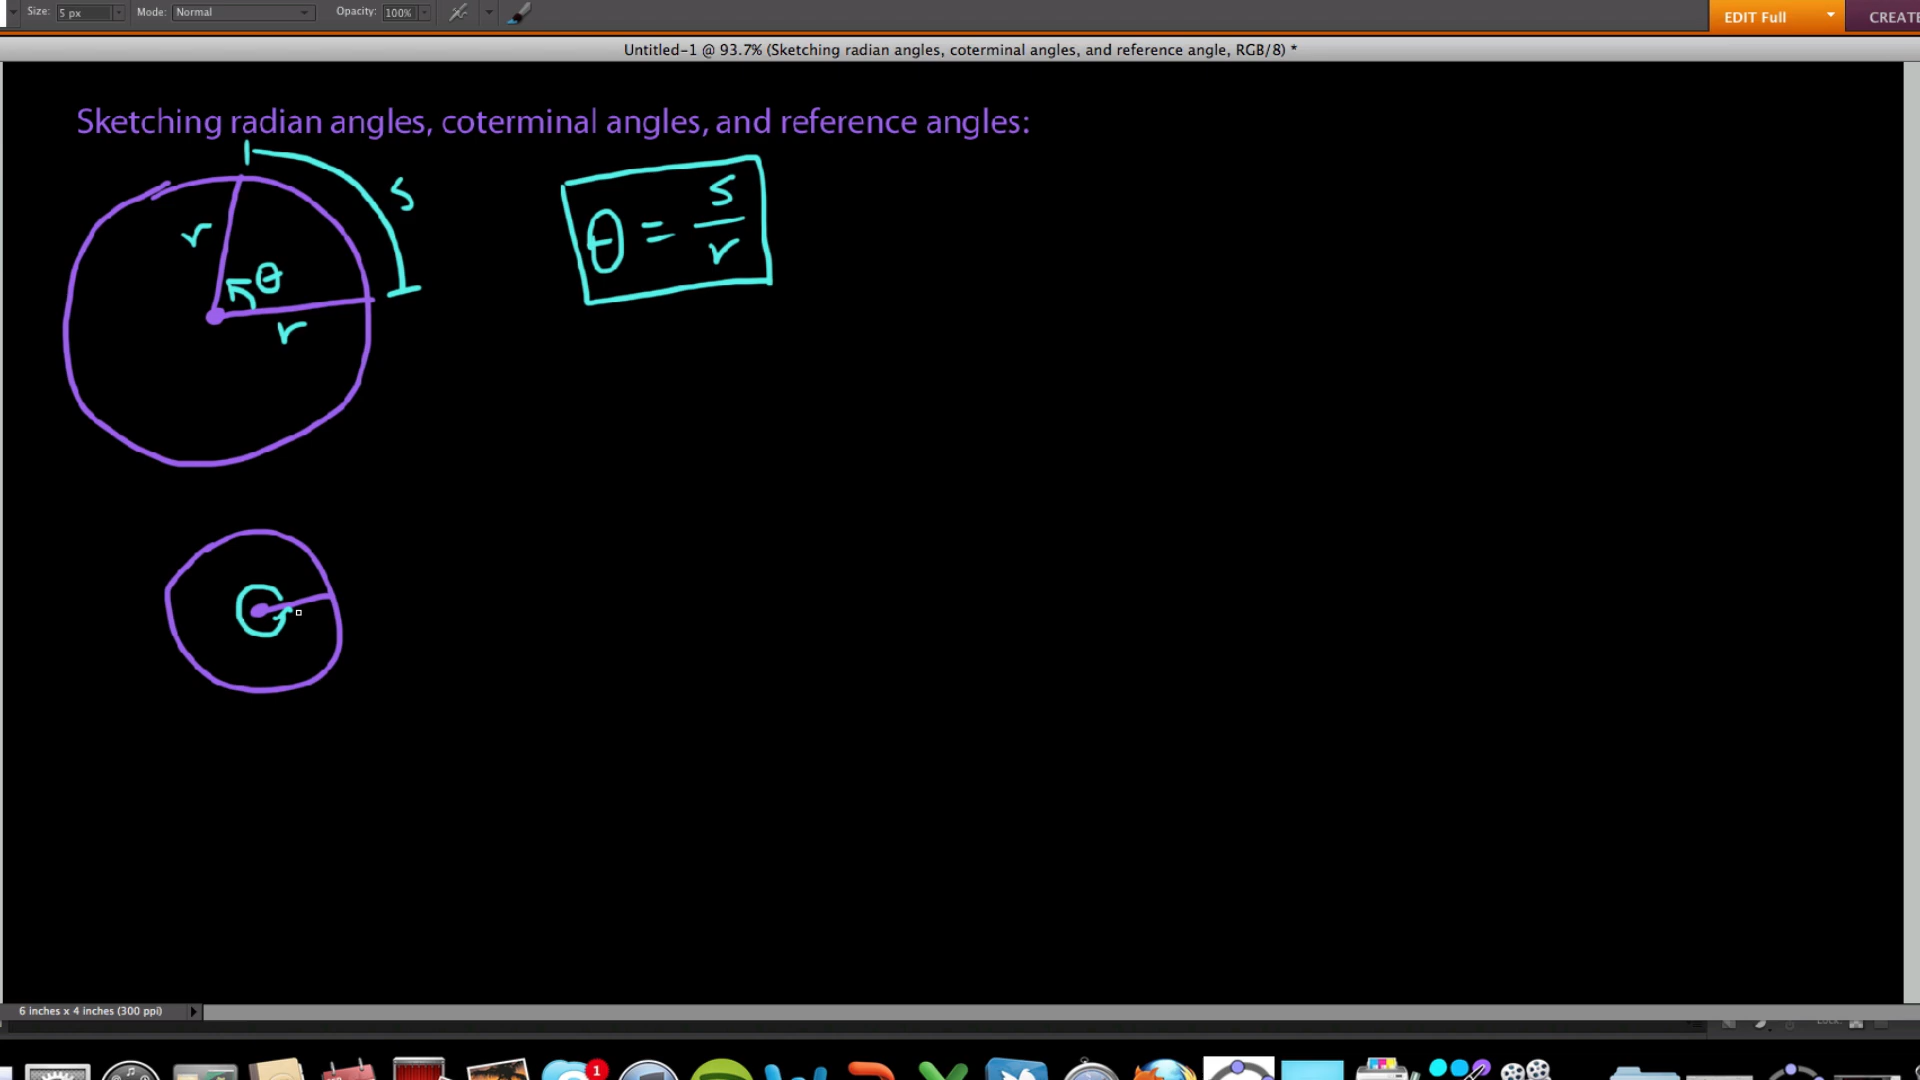 Size: 5 px Mode: Normal Opacity: 100% EDIT Full CREATE
Untitled-1 @ 93.7% (Sketching radian angles, coterminal angles, and reference angle, RGB/8) *
Sketching radian angles, coterminal angles, and reference angles:
s
r
θ
r
θ = s/r
6 inches x 4 inches (300 ppi)
1